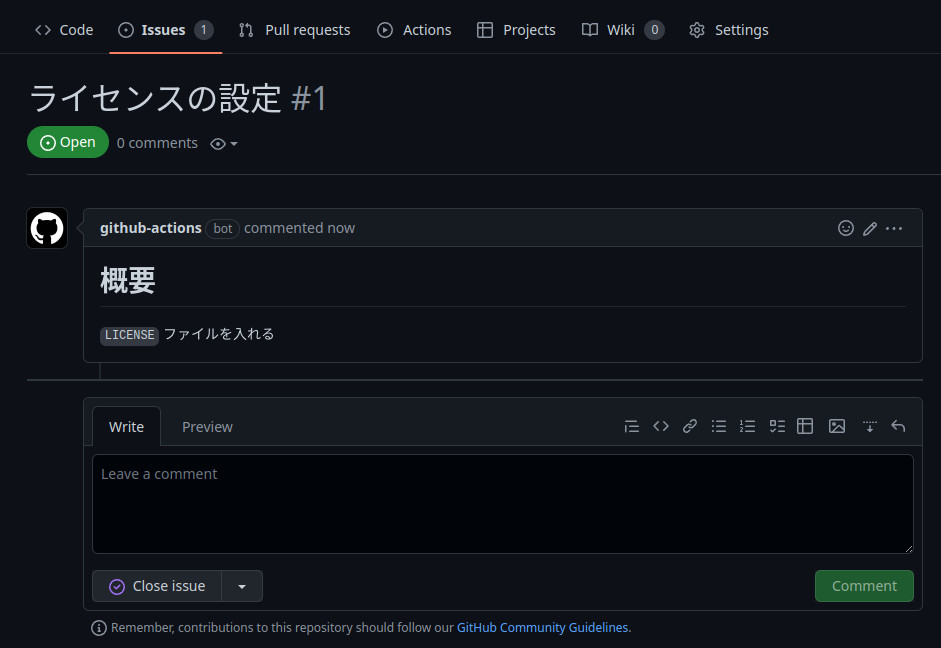 Code Issues 1 Pull requests Actions Projects Wiki 0 Settings
ライセンスの設定 #1
Open 0 comments
github-actions bot commented now
概要
LICENSE ファイルを入れる
Write Preview
Leave a comment
Close issue Comment
Remember, contributions to this repository should follow our GitHub Community Guidelines.